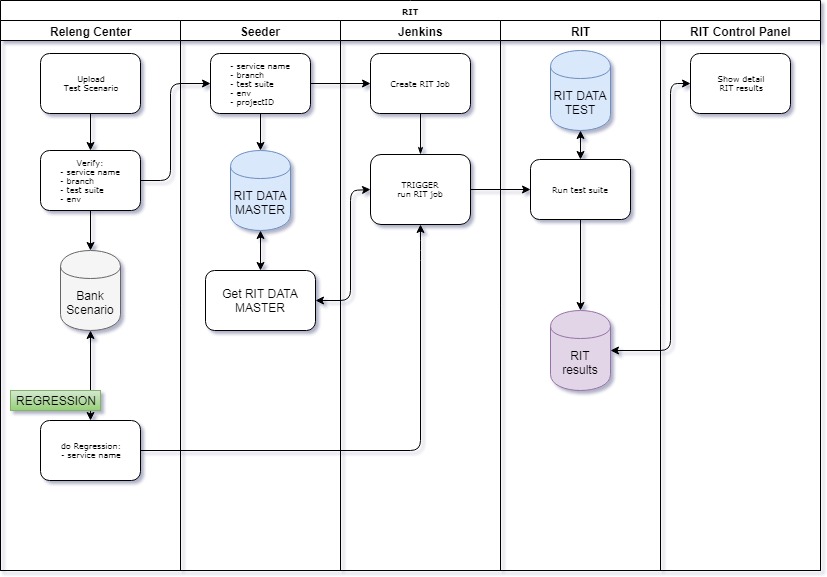 RIT
Releng Center
Seeder
Jenkins
RIT
RIT Control Panel
Upload
Test Scenario
Verify:
- service name
- branch
- test suite
- env
Bank
Scenario
REGRESSION
do Regression:
- service name
- service name
- branch
- test suite
- env
- projectID
RIT DATA
MASTER
Get RIT DATA
MASTER
Create RIT Job
TRIGGER
run RIT job
RIT DATA
TEST
Run test suite
RIT
results
Show detail
RIT results